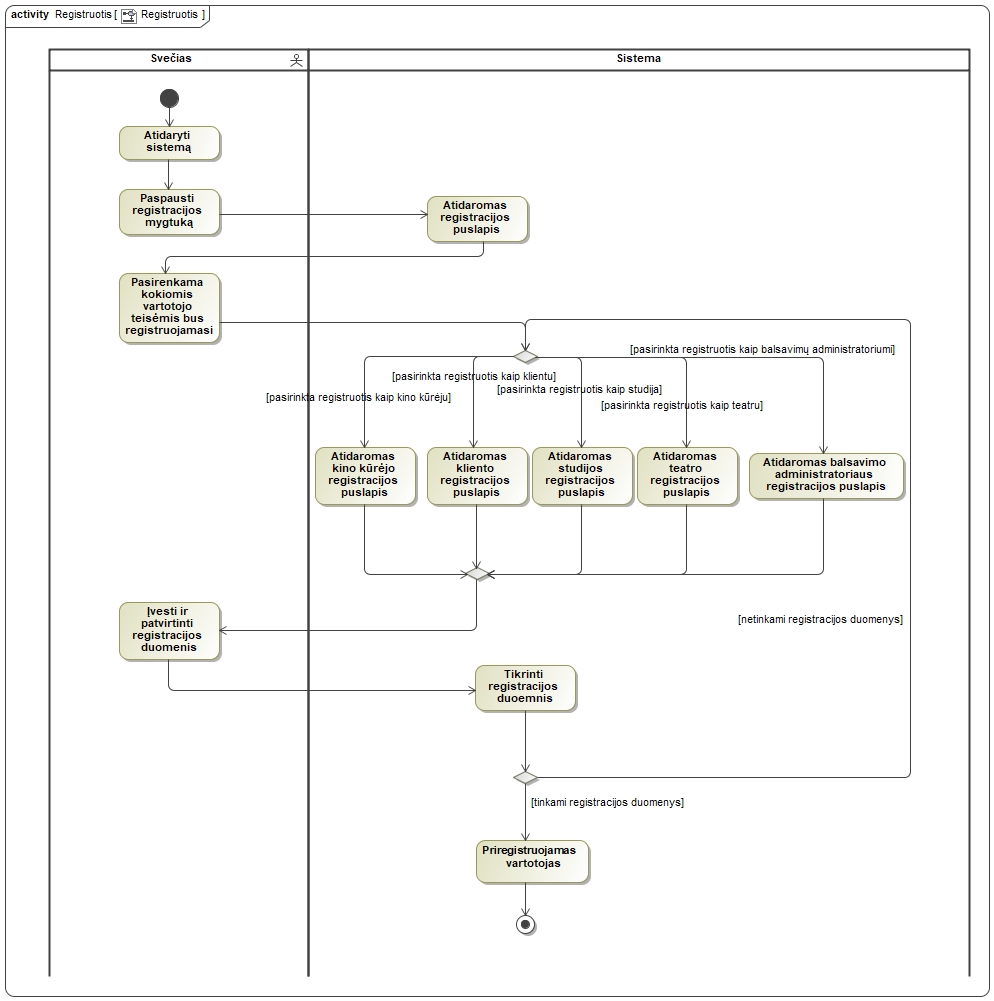 activity Registruotis [ Registruotis ]
Svečias
Sistema
Atidaryti
sistemą
Paspausti
registracijos
mygtuką
Atidaromas
registracijos
puslapis
Pasirenkama
kokiomis
vartotojo
teisėmis bus
registruojamasi
[pasirinkta registruotis kaip balsavimų administratoriumi]
[pasirinkta registruotis kaip klientu]
[pasirinkta registruotis kaip studija]
[pasirinkta registruotis kaip kino kūrėju]
[pasirinkta registruotis kaip teatru]
Atidaromas
kino kūrėjo
registracijos
puslapis
Atidaromas
kliento
registracijos
puslapis
Atidaromas
studijos
registracijos
puslapis
Atidaromas
teatro
registracijos
puslapis
Atidaromas balsavimo
administratoriaus
registracijos puslapis
Įvesti ir
patvirtinti
registracijos
duomenis
[netinkami registracijos duomenys]
Tikrinti
registracijos
duoemnis
[tinkami registracijos duomenys]
Priregistruojamas
vartotojas